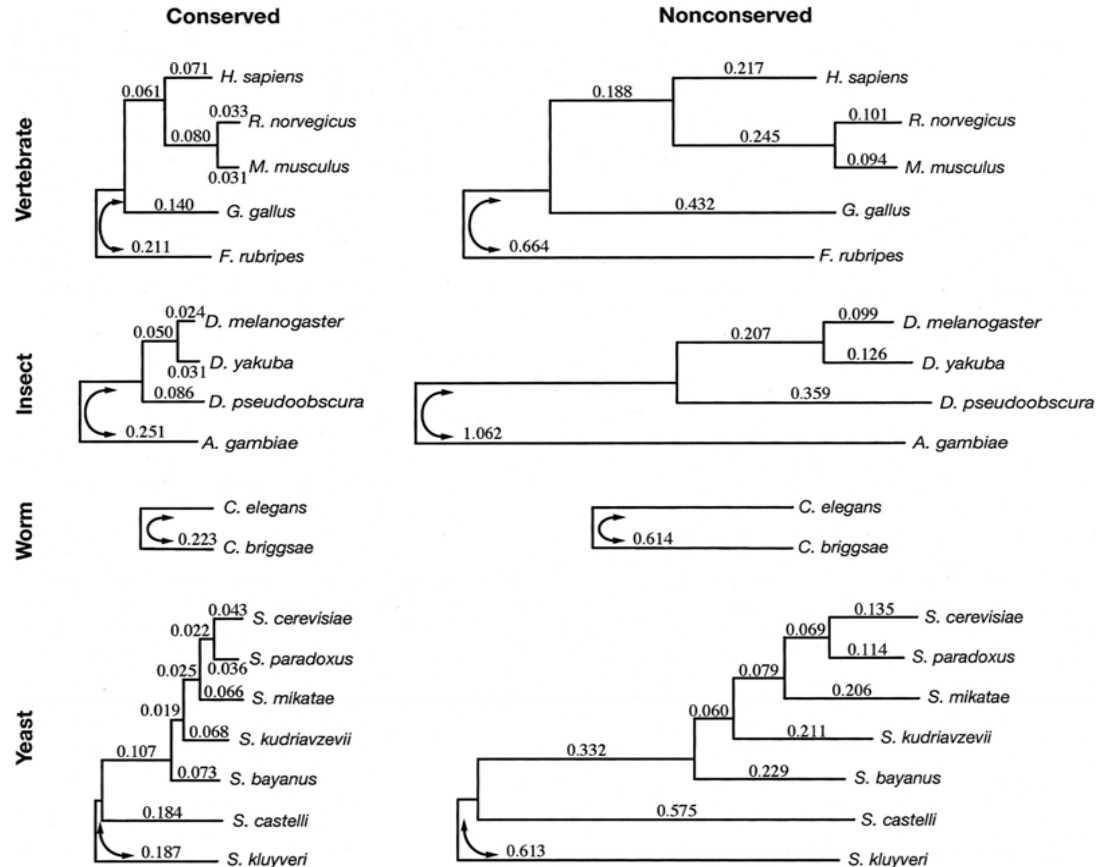 Conserved Nonconserved
Vertebrate
0.071 H. sapiens 0.217 H. sapiens
0.061 0.188
0.033 R. norvegicus 0.101 R. norvegicus
0.080 0.245
0.031 M. musculus 0.094 M. musculus
0.140 G. gallus 0.432 G. gallus
0.211 F. rubripes 0.664 F. rubripes
Insect
0.024 D. melanogaster 0.099 D. melanogaster
0.050 0.207
0.031 D. yakuba 0.126 D. yakuba
0.086 D. pseudoobscura 0.359 D. pseudoobscura
0.251 A. gambiae 1.062 A. gambiae
Worm
C. elegans C. elegans
0.223 C. briggsae 0.614 C. briggsae
Yeast
0.043 S. cerevisiae 0.135 S. cerevisiae
0.022 0.069
0.036 S. paradoxus 0.114 S. paradoxus
0.025 0.079
0.066 S. mikatae 0.206 S. mikatae
0.019 0.060
0.068 S. kudriavzevii 0.211 S. kudriavzevii
0.107 0.332
0.073 S. bayanus 0.229 S. bayanus
0.184 S. castelli 0.575 S. castelli
0.187 S. kluyveri 0.613 S. kluyveri